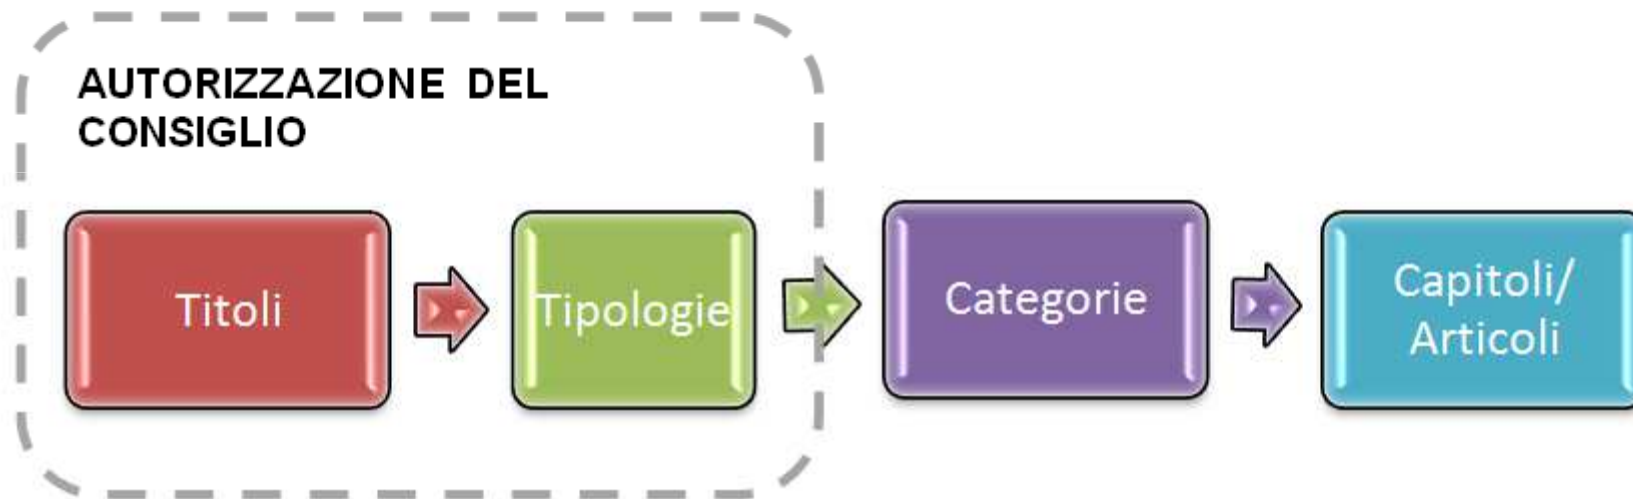 AUTORIZZAZIONE DEL
CONSIGLIO
Titoli
Tipologie
Categorie
Capitoli/
Articoli